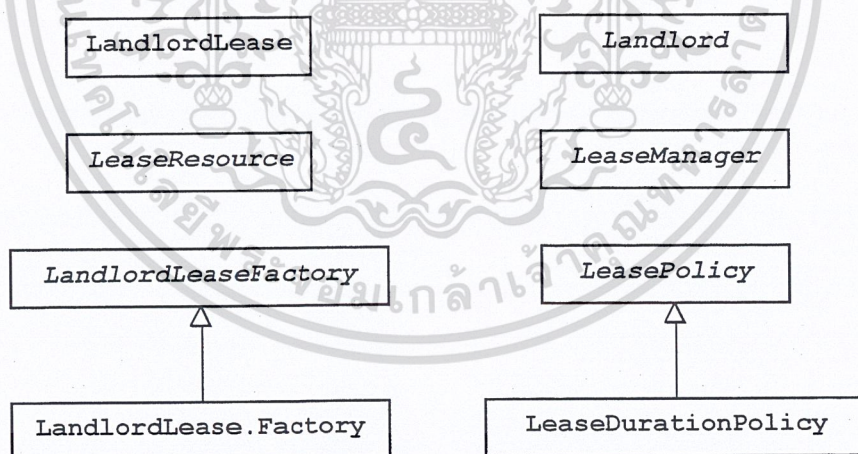 LandlordLease
Landlord
LeaseResource
LeaseManager
LandlordLeaseFactory
LeasePolicy
LandlordLease.Factory
LeaseDurationPolicy